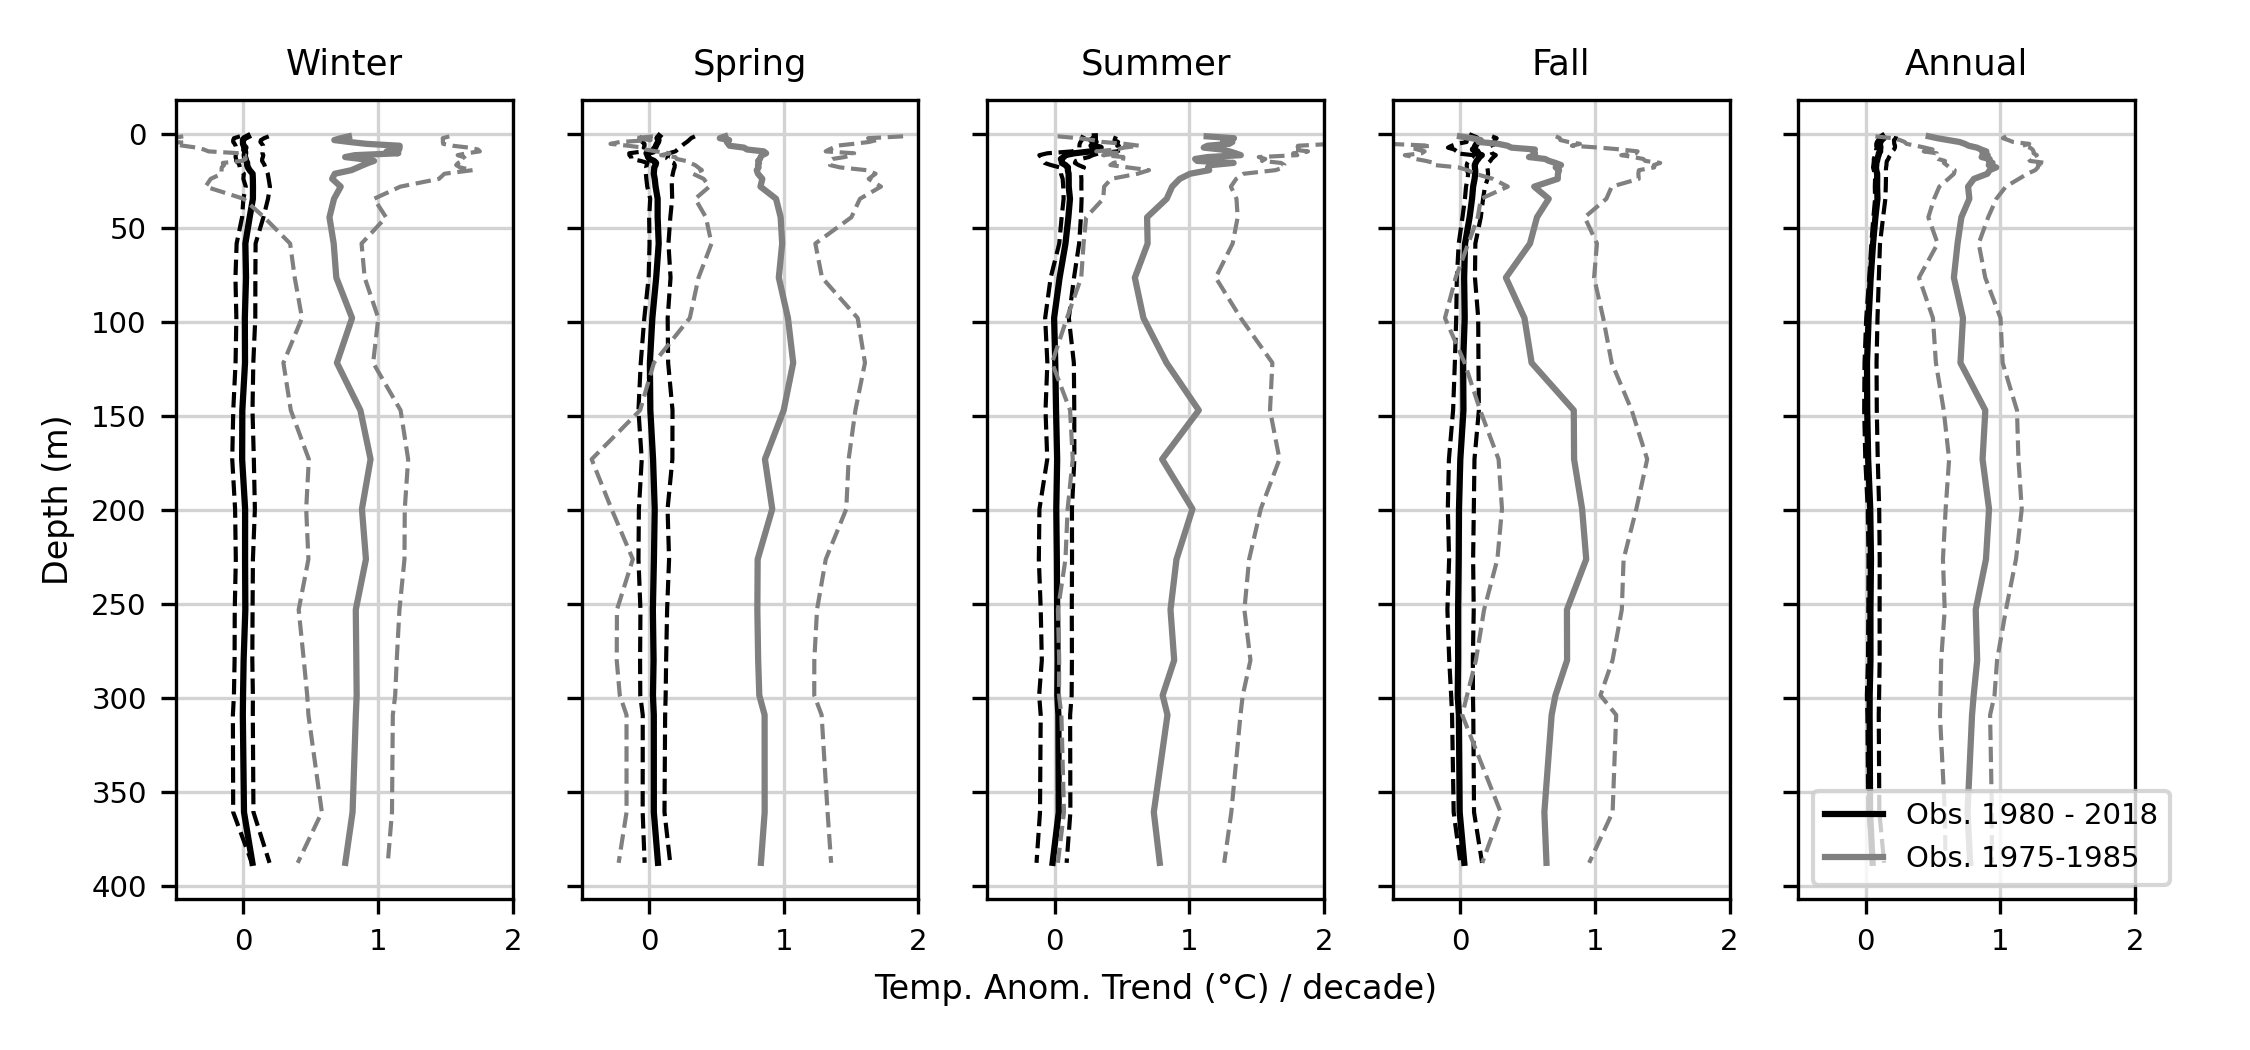 Winter Spring Summer Fall Annual
Depth (m)
0
50
100
150
200
250
300
350
400
Obs. 1980 - 2018
Obs. 1975-1985
0 1 2 0 1 2 0 1 2 0 1 2 0 1 2
Temp. Anom. Trend (°C) / decade)